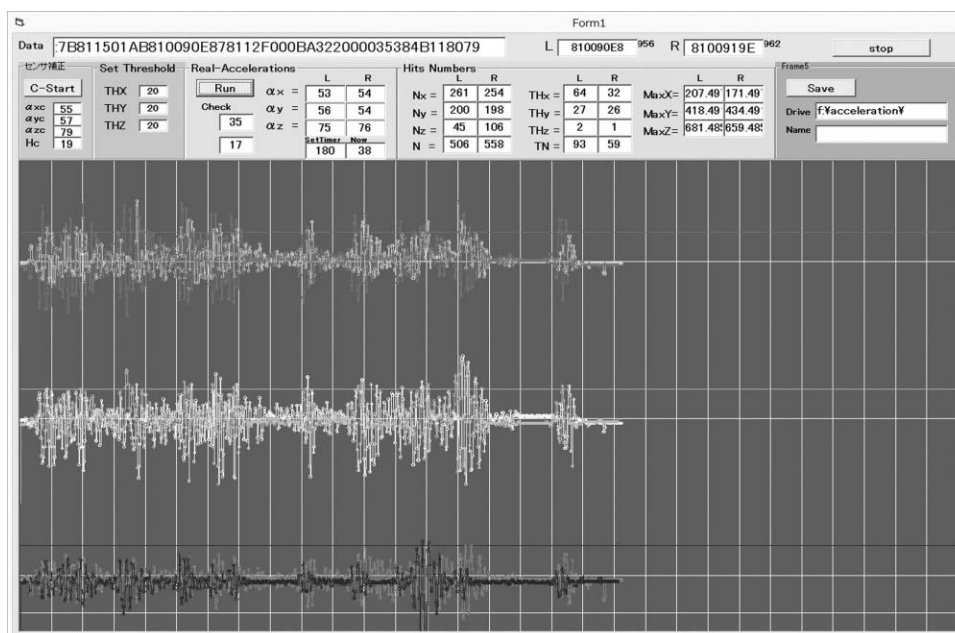 Form1
Data :7B811501AB810090E878112F000BA322000035384B118079 L 810090E8 956 R 8100919E 962 stop
センサ補正 Set Threshold Real-Accelerations Hits Numbers Frame5
L R L R L R L R
C-Start THX 20 Run αx = 53 54 Nx = 261 254 THx = 64 32 MaxX= 207.49 171.49 Save
αxc 55 THY 20 Check αy = 56 54 Ny = 200 198 THy = 27 26 MaxY= 418.49 434.49 Drive f:¥acceleration¥
αyc 57 THZ 20 35 αz = 75 76 Nz = 45 106 THz = 2 1 MaxZ= 681.48 659.48 Name
αzc 79 SetTimer Now
Hc 19 17 180 38 N = 506 558 TN = 93 59